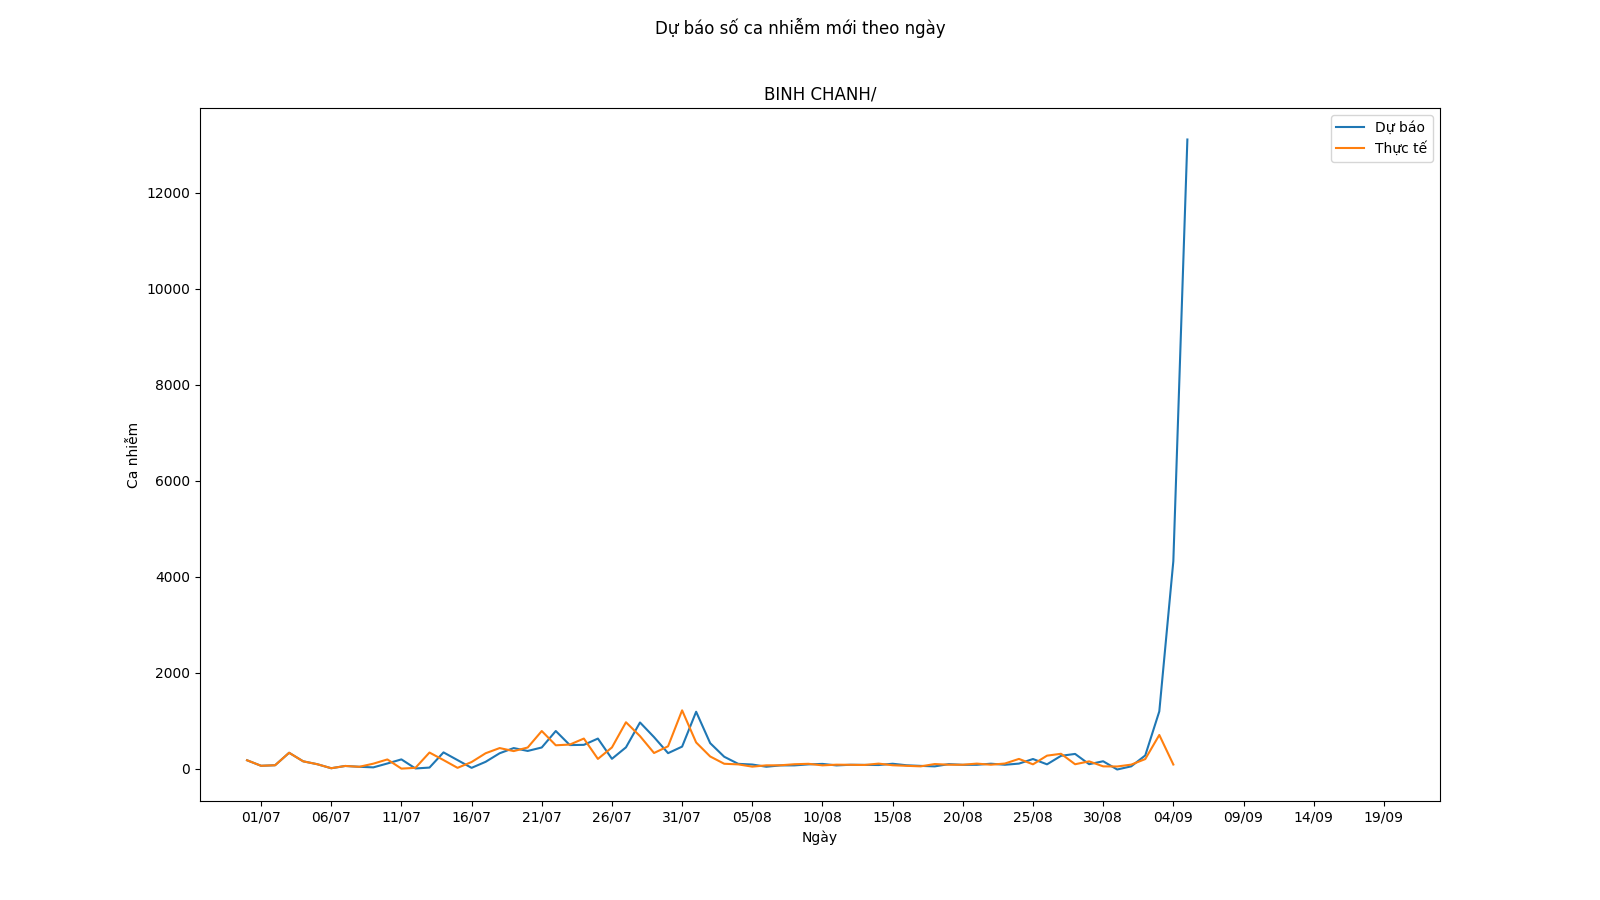 Dự báo số ca nhiễm mới theo ngày
BINH CHANH/
Dự báo
Thực tế
12000
10000
8000
6000
4000
2000
0
Ca nhiễm
01/07 06/07 11/07 16/07 21/07 26/07 31/07 05/08 10/08 15/08 20/08 25/08 30/08 04/09 09/09 14/09 19/09
Ngày